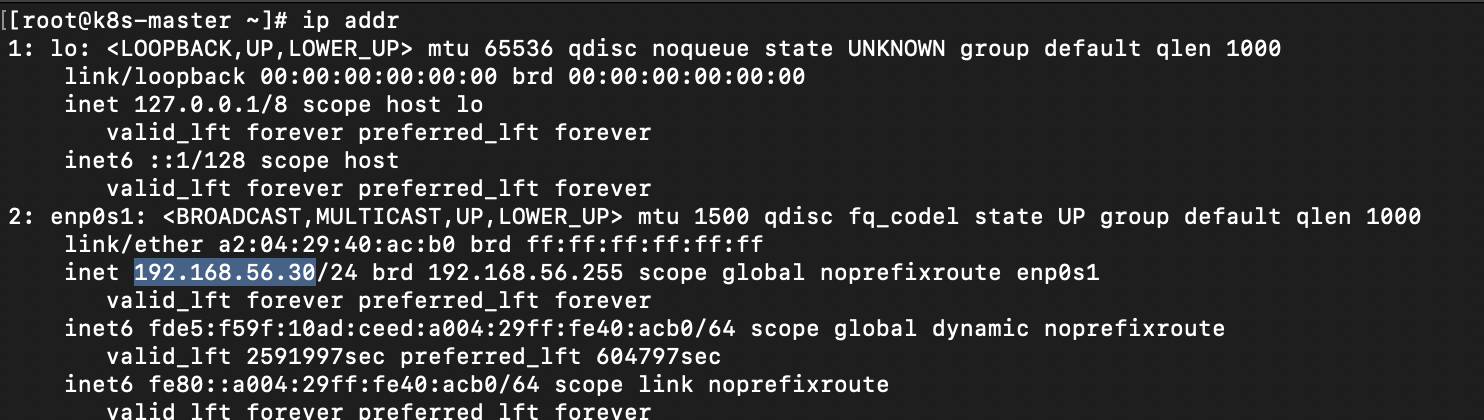 [[root@k8s-master ~]# ip addr
1: lo: <LOOPBACK,UP,LOWER_UP> mtu 65536 qdisc noqueue state UNKNOWN group default qlen 1000
    link/loopback 00:00:00:00:00:00 brd 00:00:00:00:00:00
    inet 127.0.0.1/8 scope host lo
       valid_lft forever preferred_lft forever
    inet6 ::1/128 scope host
       valid_lft forever preferred_lft forever
2: enp0s1: <BROADCAST,MULTICAST,UP,LOWER_UP> mtu 1500 qdisc fq_codel state UP group default qlen 1000
    link/ether a2:04:29:40:ac:b0 brd ff:ff:ff:ff:ff:ff
    inet 192.168.56.30/24 brd 192.168.56.255 scope global noprefixroute enp0s1
       valid_lft forever preferred_lft forever
    inet6 fde5:f59f:10ad:ceed:a004:29ff:fe40:acb0/64 scope global dynamic noprefixroute
       valid_lft 2591997sec preferred_lft 604797sec
    inet6 fe80::a004:29ff:fe40:acb0/64 scope link noprefixroute
       valid_lft forever preferred_lft forever